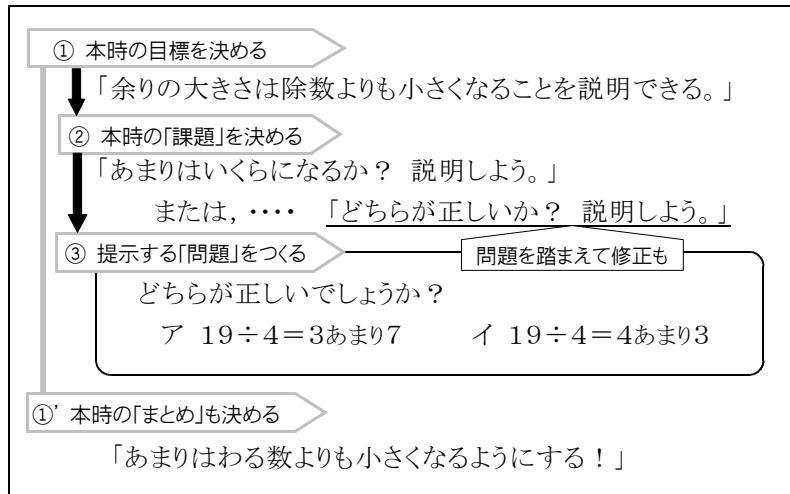 ① 本時の目標を決める
「余りの大きさは除数よりも小さくなることを説明できる。」
② 本時の「課題」を決める
「あまりはいくらになるか？ 説明しよう。」
または，・・・・ 「どちらが正しいか？ 説明しよう。」
③ 提示する「問題」をつくる
問題を踏まえて修正も
どちらが正しいでしょうか？
ア 19÷4＝3あまり7 イ 19÷4＝4あまり3
①’ 本時の「まとめ」も決める
「あまりはわる数よりも小さくなるようにする！」